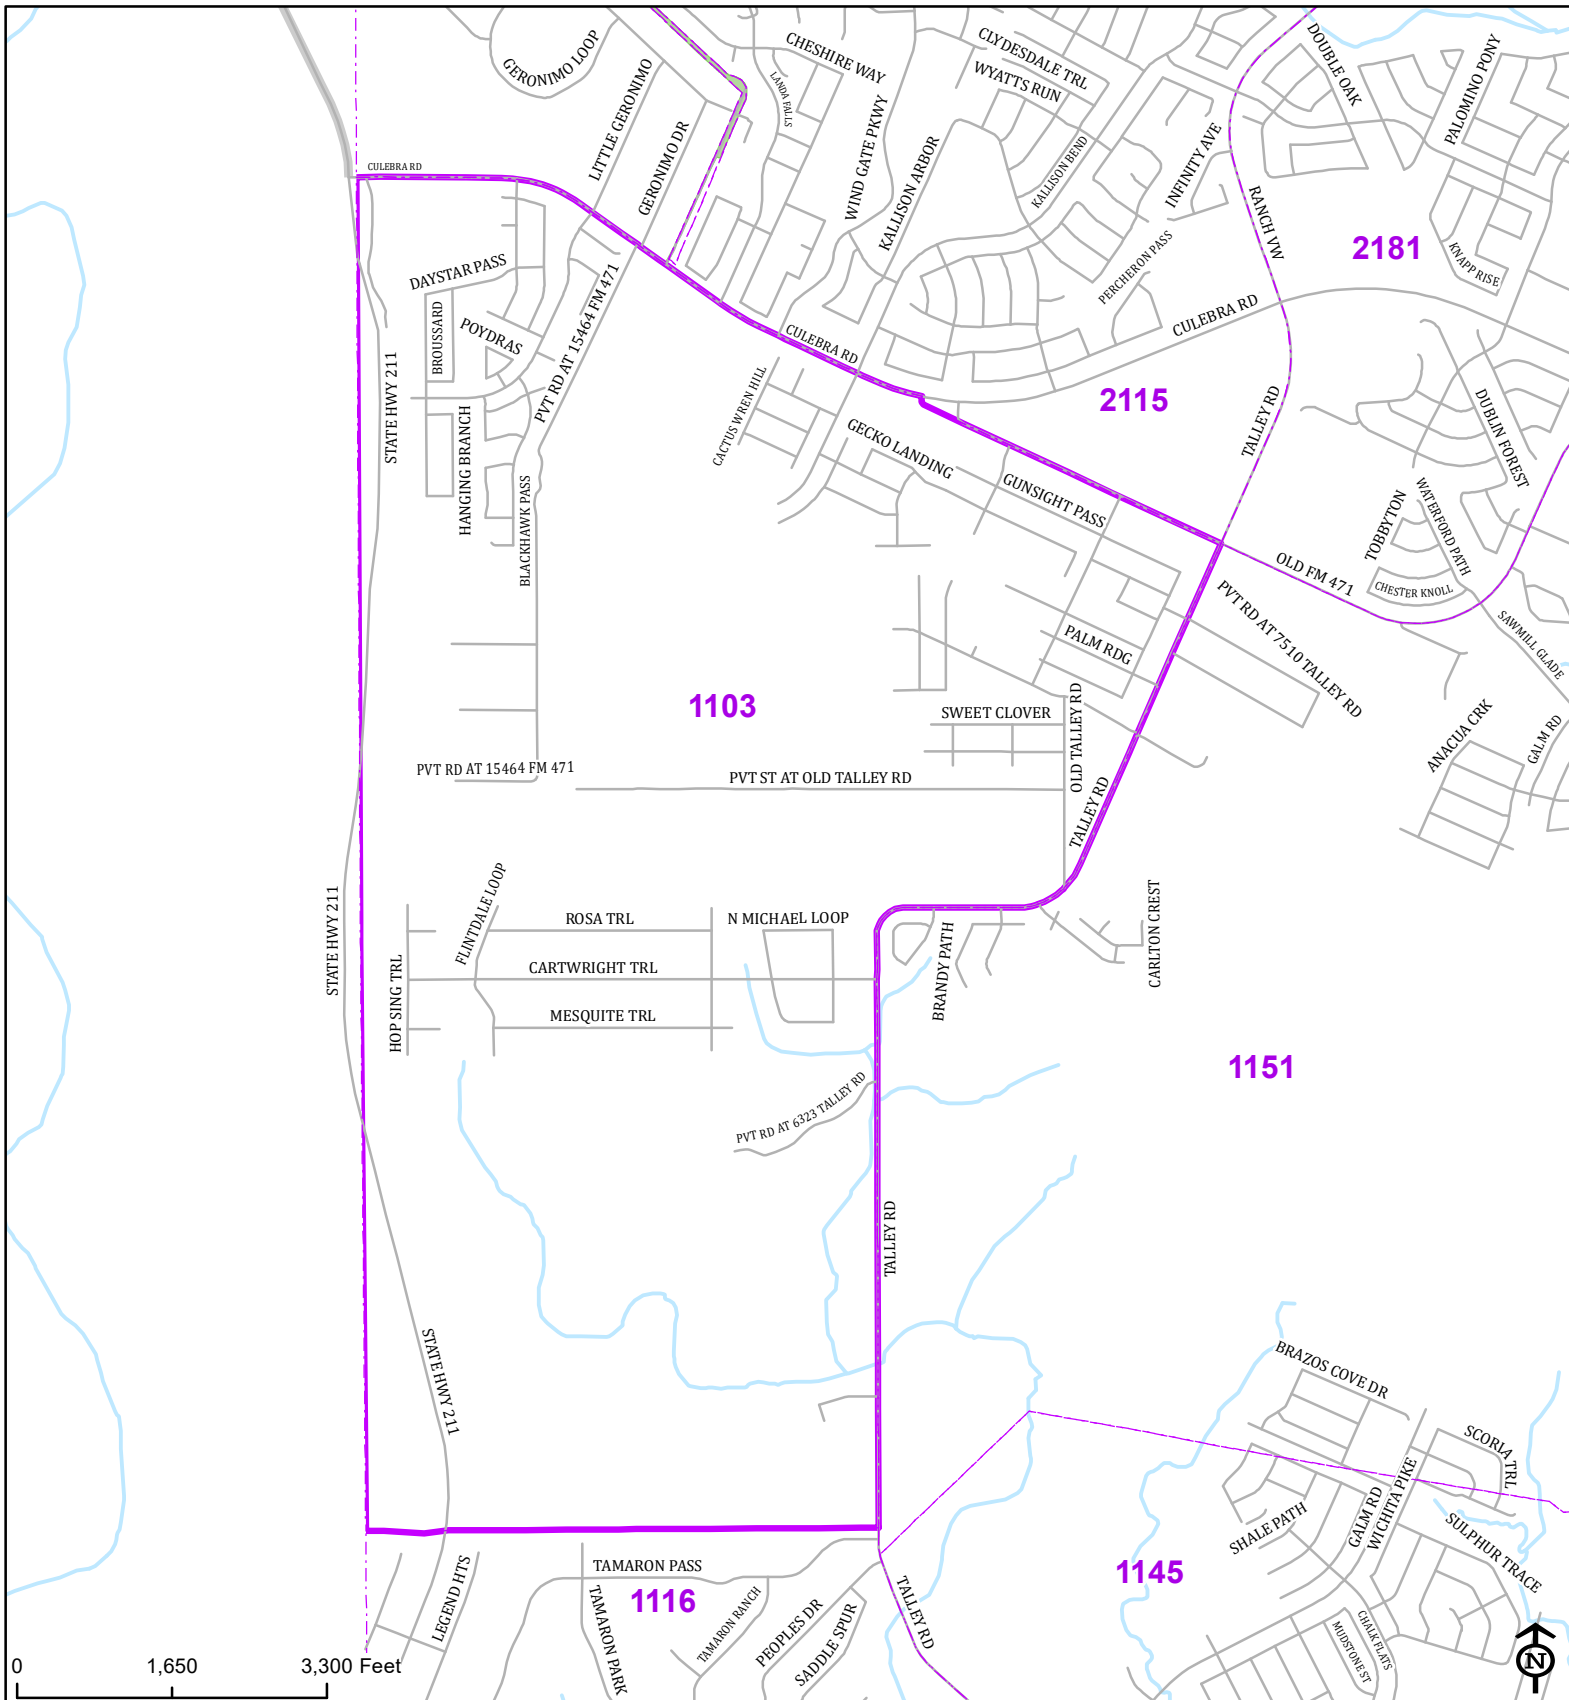 GERONIMO LOOP
CHESHIRE WAY
CLYDESDALE TRL
WYATTS RUN
DOUBLE OAK
PALOMINO PONY
LANDA FALLS
LITTLE GERONIMO
GERONIMO DR
WIND GATE PKWY
KALLISON ARBOR
KALLISON BEND
INFINITY AVE
CULEBRA RD
RANCH VW
2181
KNAPP RISE
PERCHERON PASS
DAYSTAR PASS
BROUSSARD
POYDRAS
PVT RD AT 15464 FM 471
CULEBRA RD
CULEBRA RD
STATE HWY 211
2115
CACTUS WREN HILL
TALLEY RD
DUBLIN FOREST
HANGING BRANCH
GECKO LANDING
GUNSIGHT PASS
BLACKHAWK PASS
TOBBYTON
WATERFORD PATH
OLD FM 471
CHESTER KNOLL
PVT RD AT 7510 TALLEY RD
SAWMILL GLADE
PALM RDG
1103
SWEET CLOVER
OLD TALLEY RD
ANACUA CRK
GALM RD
PVT RD AT 15464 FM 471
PVT ST AT OLD TALLEY RD
TALLEY RD
STATE HWY 211
FLINTDALE LOOP
ROSA TRL
N MICHAEL LOOP
CARLTON CREST
HOP SING TRL
CARTWRIGHT TRL
BRANDY PATH
MESQUITE TRL
1151
PVT RD AT 6323 TALLEY RD
TALLEY RD
STATE HWY 211
BRAZOS COVE DR
SCORIA TRL
GALM RD
WICHITA PIKE
SHALE PATH
SULPHUR TRACE
TAMARON PASS
1145
1116
LEGEND HTS
TAMARON PARK
TAMARON RANCH
PEOPLES DR
SADDLE SPUR
TALLEY RD
CHALK FLATS
MUDSTONE ST
N
0 1,650 3,300 Feet